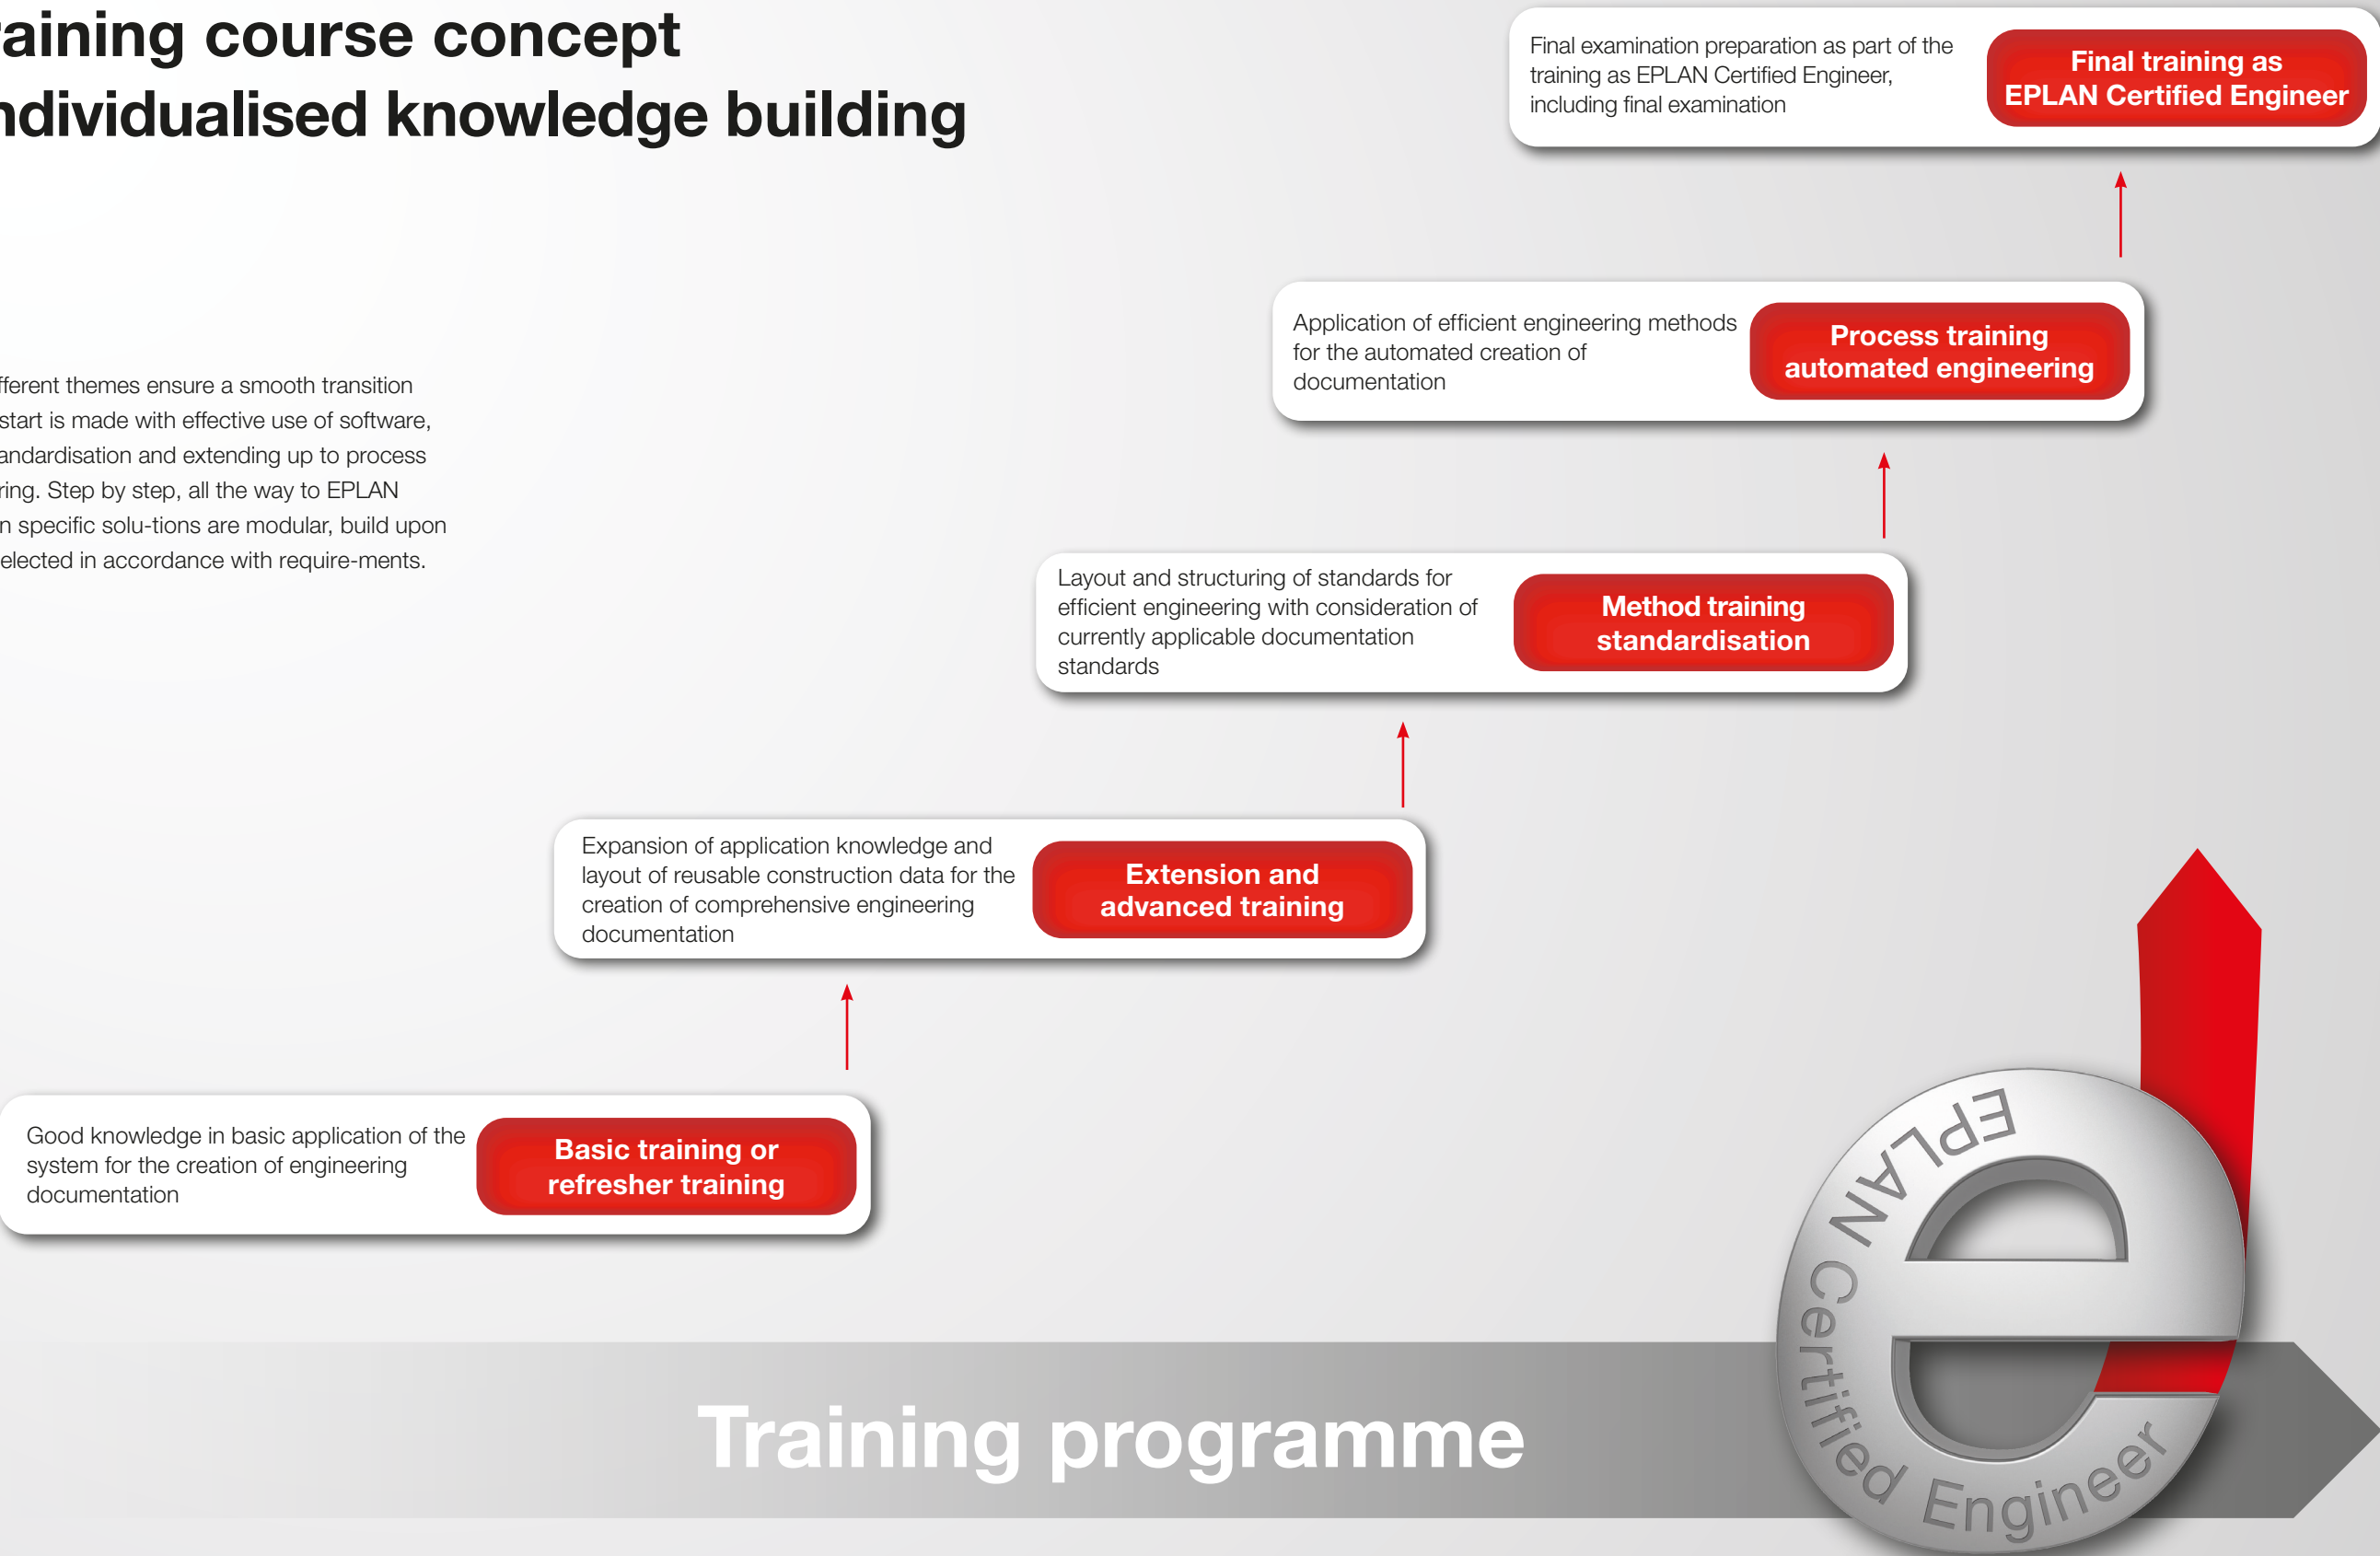 raining course concept
ndividualised knowledge building
fferent themes ensure a smooth transition
start is made with effective use of software,
andardisation and extending up to process
ring. Step by step, all the way to EPLAN
n specific solu-tions are modular, build upon
elected in accordance with require-ments.
Final examination preparation as part of the
training as EPLAN Certified Engineer,
including final examination
Final training as
EPLAN Certified Engineer
Application of efficient engineering methods
for the automated creation of
documentation
Process training
automated engineering
Layout and structuring of standards for
efficient engineering with consideration of
currently applicable documentation
standards
Method training
standardisation
Expansion of application knowledge and
layout of reusable construction data for the
creation of comprehensive engineering
documentation
Extension and
advanced training
Good knowledge in basic application of the
system for the creation of engineering
documentation
Basic training or
refresher training
Training programme
e
EPLAN Certified Engineer